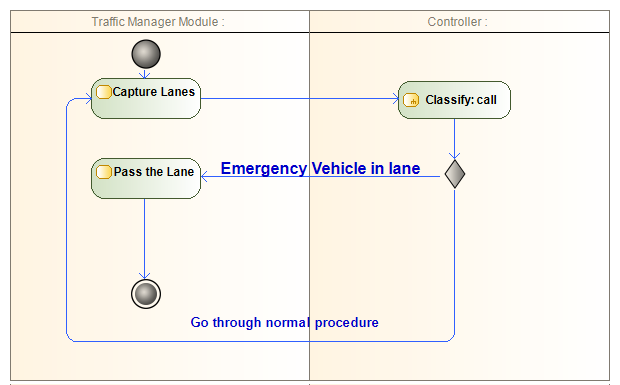 Traffic Manager Module :
Controller :
Capture Lanes
Classify: call
Pass the Lane
Emergency Vehicle in lane
Go through normal procedure